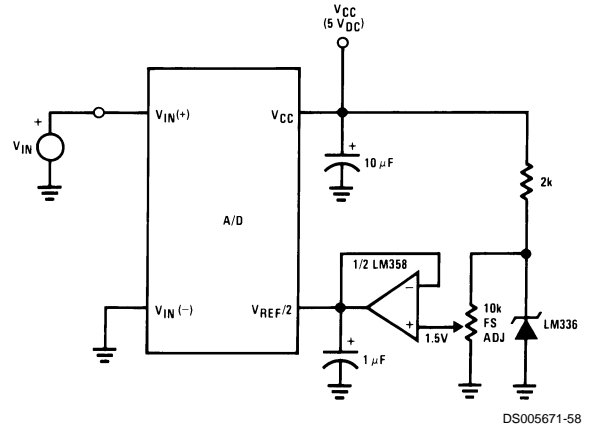 VCC
(5 VDC)
+
VIN(+)
VCC
VIN
+
10 μF
2k
A/D
1/2 LM358
VIN(−)
VREF/2
−
+
1.5V
10k
FS
ADJ
LM336
+
1 μF
DS005671-58